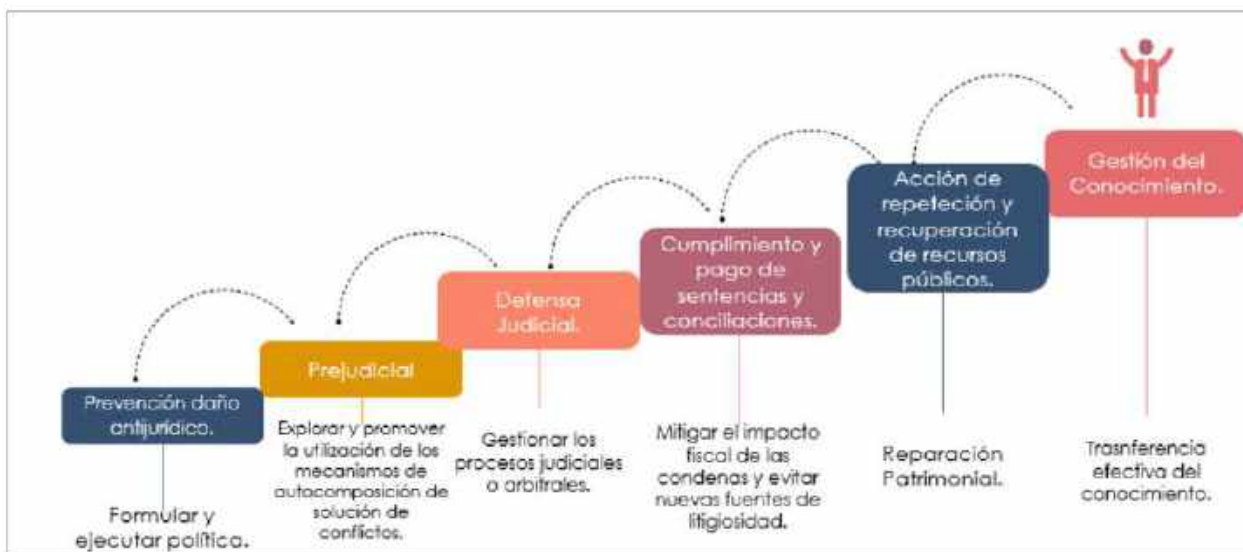 Prevención daño
antijurídico.
Formular y
ejecutar política.
Prejudicial
Explorar y promover
la utilización de los
mecanismos de
autocomposición de
solución de
conflictos.
Defensa
Judicial.
Gestionar los
procesos judiciales
o arbitrales.
Cumplimiento y
pago de
sentencias y
conciliaciones.
Mitigar el impacto
fiscal de las
condenas y evitar
nuevas fuentes de
litigiosidad.
Acción de
repeteción y
recuperación
de recursos
públicos.
Reparación
Patrimonial.
Gestión del
Conocimiento.
Trasnferencia
efectiva del
conocimiento.